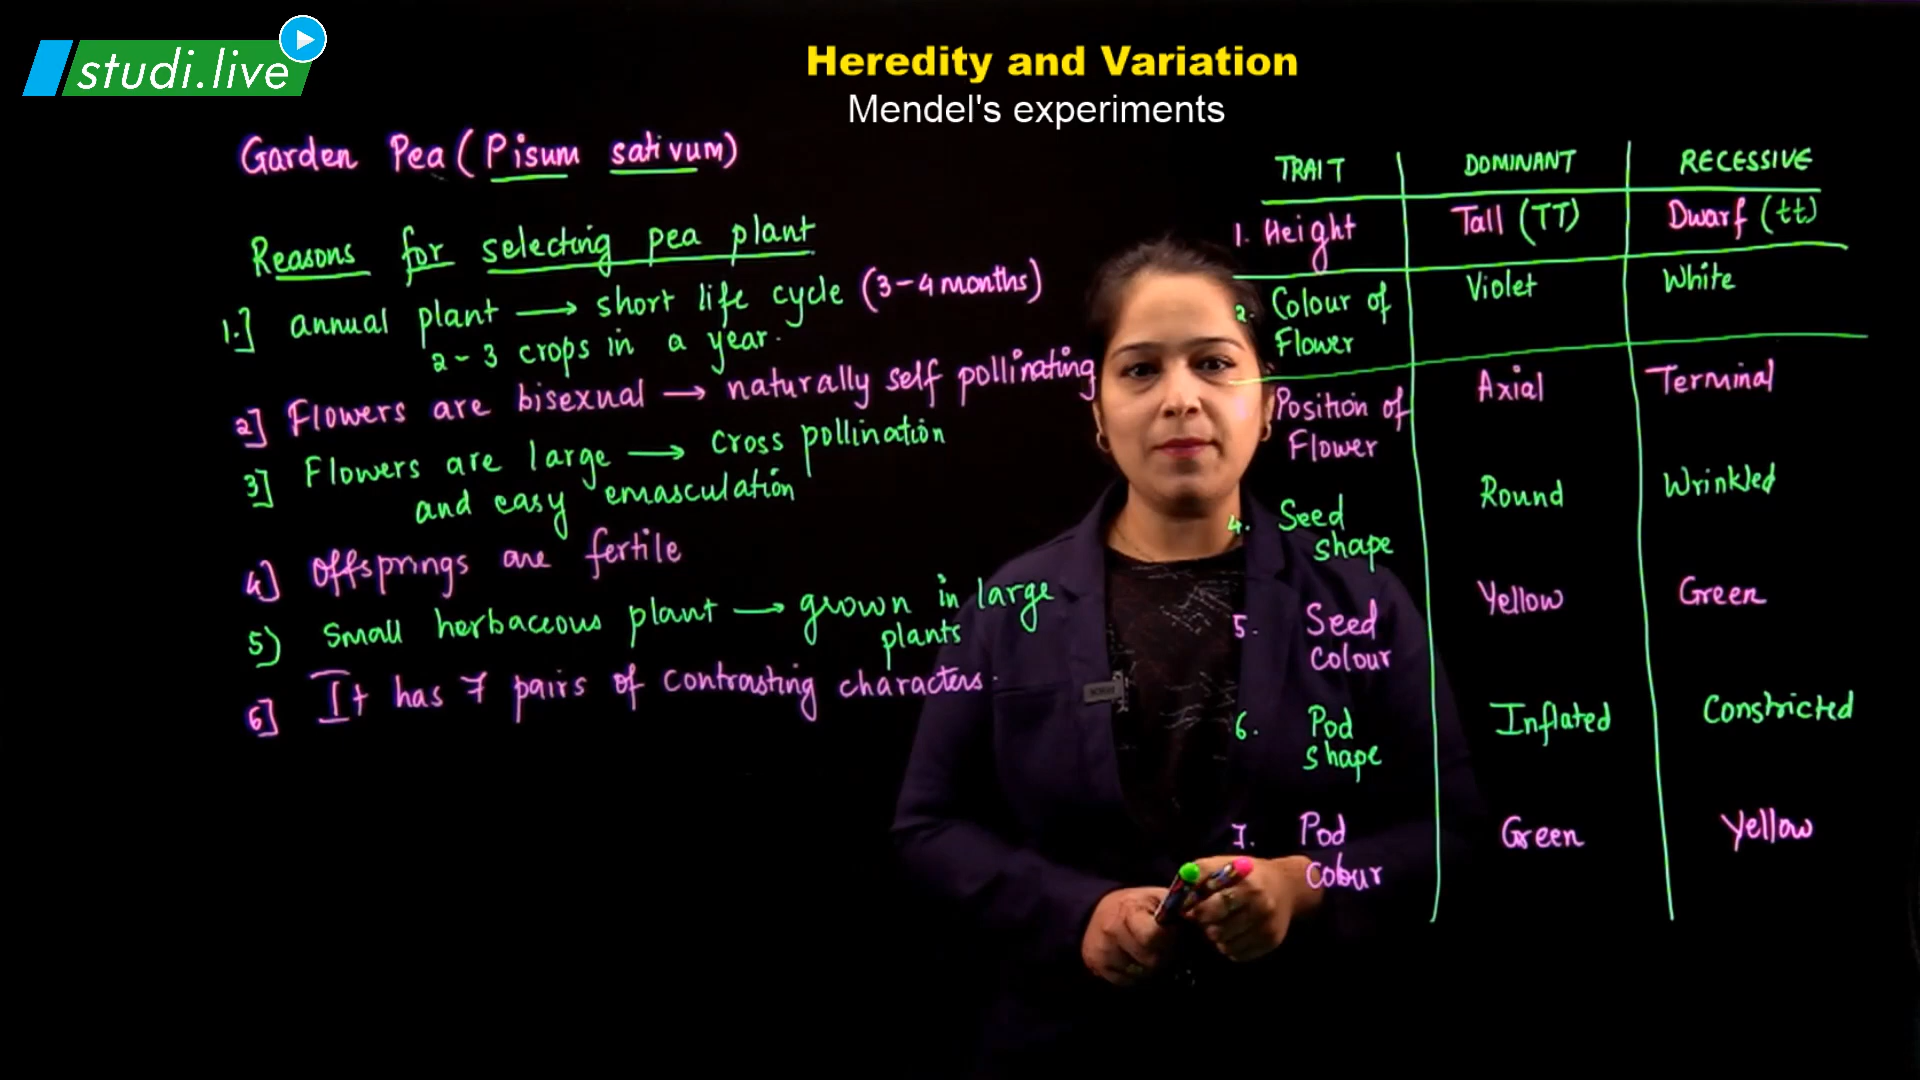 studi.live
Heredity and Variation
Mendel's experiments
Garden Pea (Pisum sativum)
Reasons for selecting pea plant
1.] annual plant → short life cycle (3-4 months)
2-3 crops in a year.
2] Flowers are bisexual → naturally self pollinating
3] Flowers are large → cross pollination
and easy emasculation
4] Offsprings are fertile
5) Small herbaceous plant → grown in large
plants
6] It has 7 pairs of contrasting characters.
TRAIT DOMINANT RECESSIVE
1. Height Tall (TT) Dwarf (tt)
2. Colour of Violet White
Flower
Position of Axial Terminal
Flower
4. Seed Round Wrinkled
shape
5. Seed Yellow Green
colour
6. Pod Inflated Constricted
shape
7. Pod Green Yellow
Colour